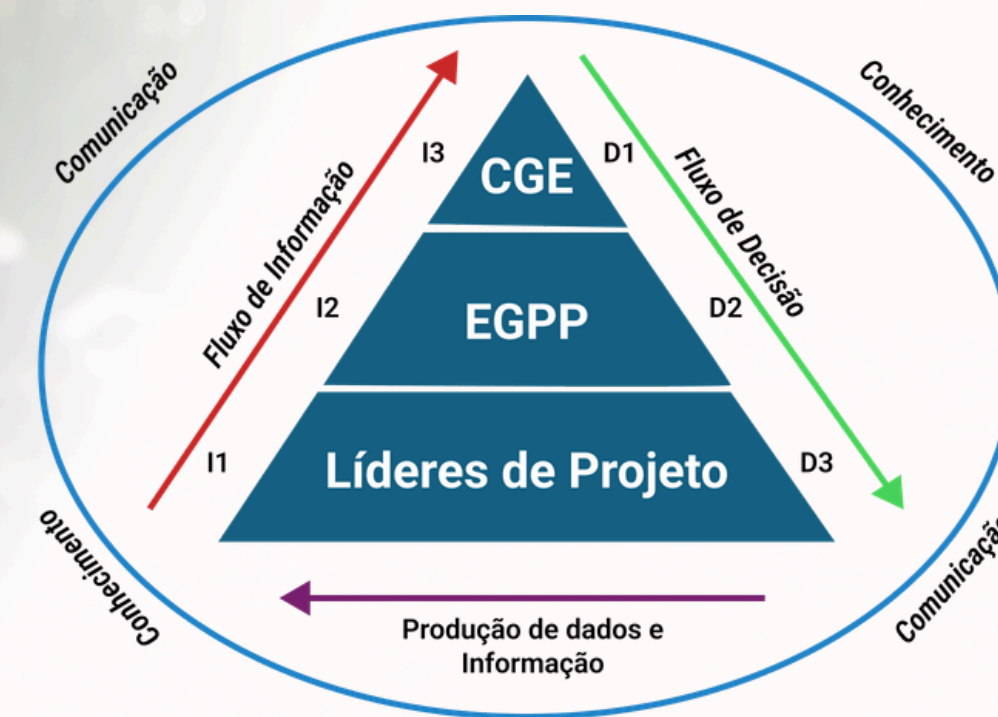 Comunicação
Conhecimento
I3
CGE
D1
Fluxo de Informação
Fluxo de Decisão
I2
EGPP
D2
I1
Líderes de Projeto
D3
Conhecimento
Comunicação
Produção de dados e
Informação